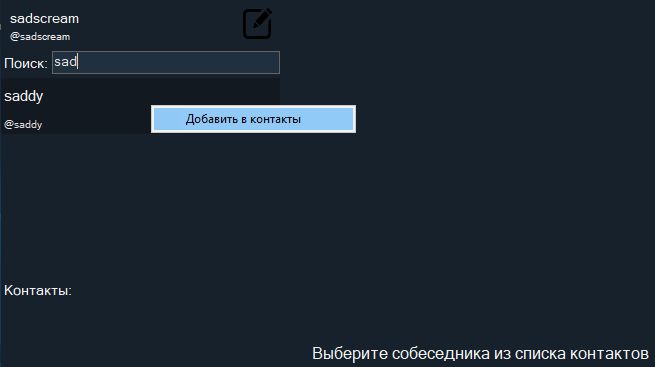 sadscream
@sadscream
Поиск: sad
saddy
@saddy
Добавить в контакты
Контакты:
Выберите собеседника из списка контактов